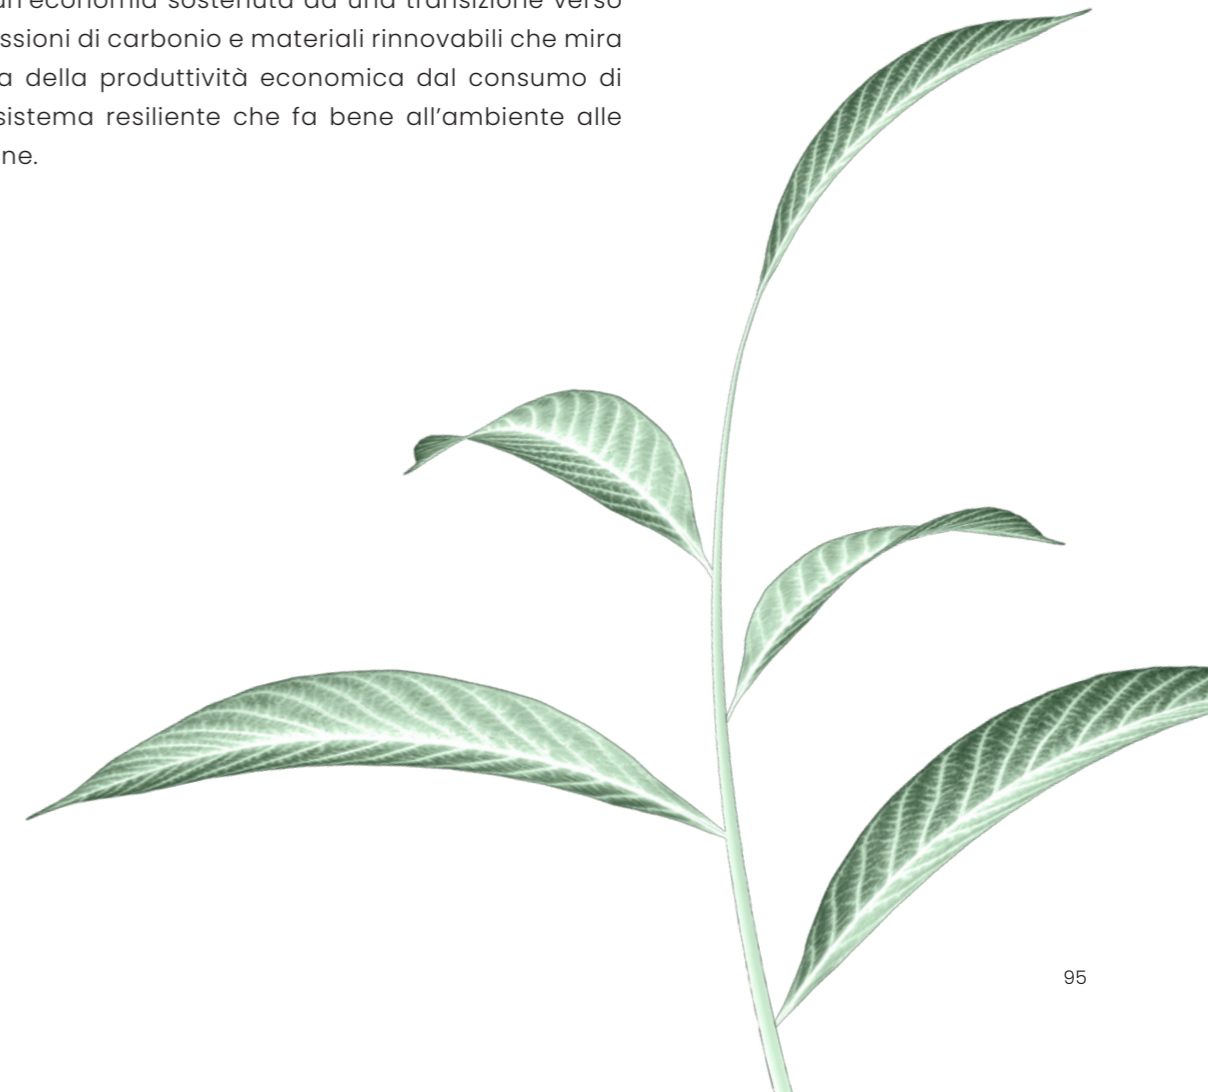 un'economia sostenuta da una transizione verso
ssioni di carbonio e materiali rinnovabili che mira
a della produttività economica dal consumo di
sistema resiliente che fa bene all’ambiente alle
ne.
95